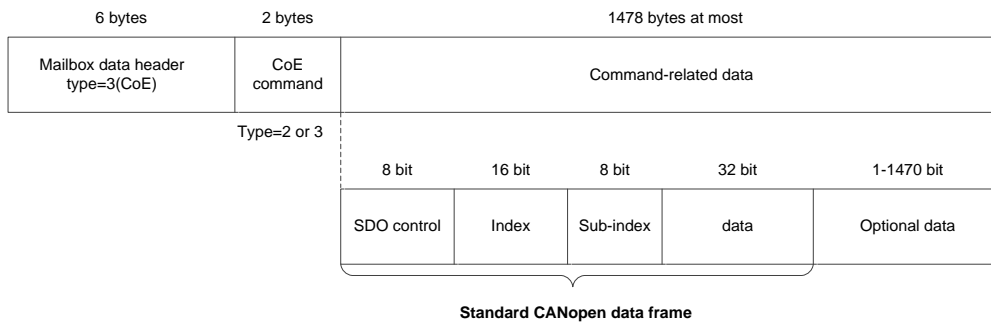 6 bytes
2 bytes
1478 bytes at most
Mailbox data header
type=3(CoE)
CoE
command
Command-related data
Type=2 or 3
8 bit
16 bit
8 bit
32 bit
1-1470 bit
SDO control
Index
Sub-index
data
Optional data
Standard CANopen data frame